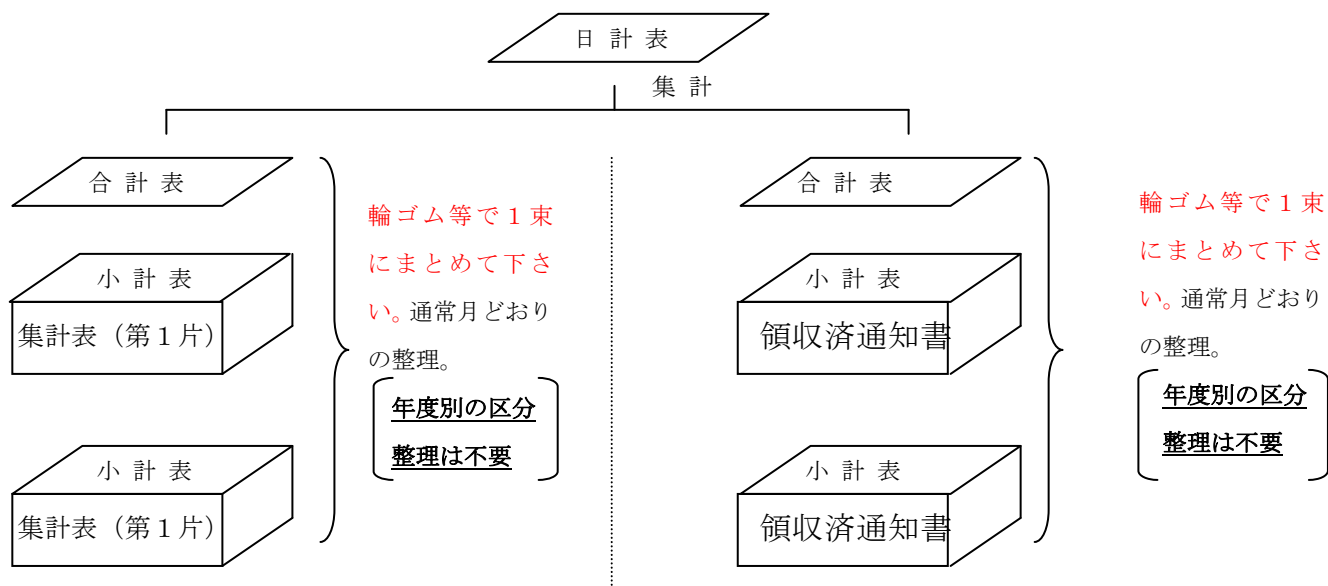 日 計 表
集 計
合 計 表
小 計 表
集計表（第１片）
小 計 表
集計表（第１片）
輪ゴム等で１束
にまとめて下さ
い。通常月どおり
の整理。
年度別の区分
整理は不要
合 計 表
小 計 表
領収済通知書
小 計 表
領収済通知書
輪ゴム等で１束
にまとめて下さ
い。通常月どおり
の整理。
年度別の区分
整理は不要